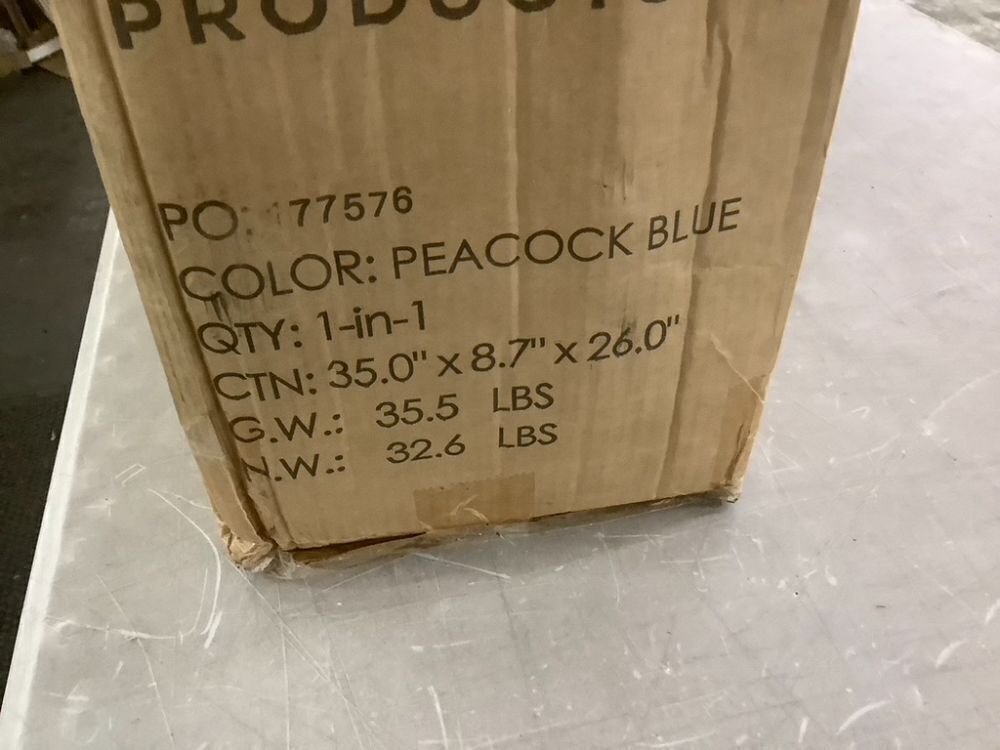 PRODUCTS
PO: 77576
COLOR: PEACOCK BLUE
QTY: 1-in-1
CTN: 35.0" x 8.7" x 26.0"
G.W.: 35.5 LBS
N.W.: 32.6 LBS